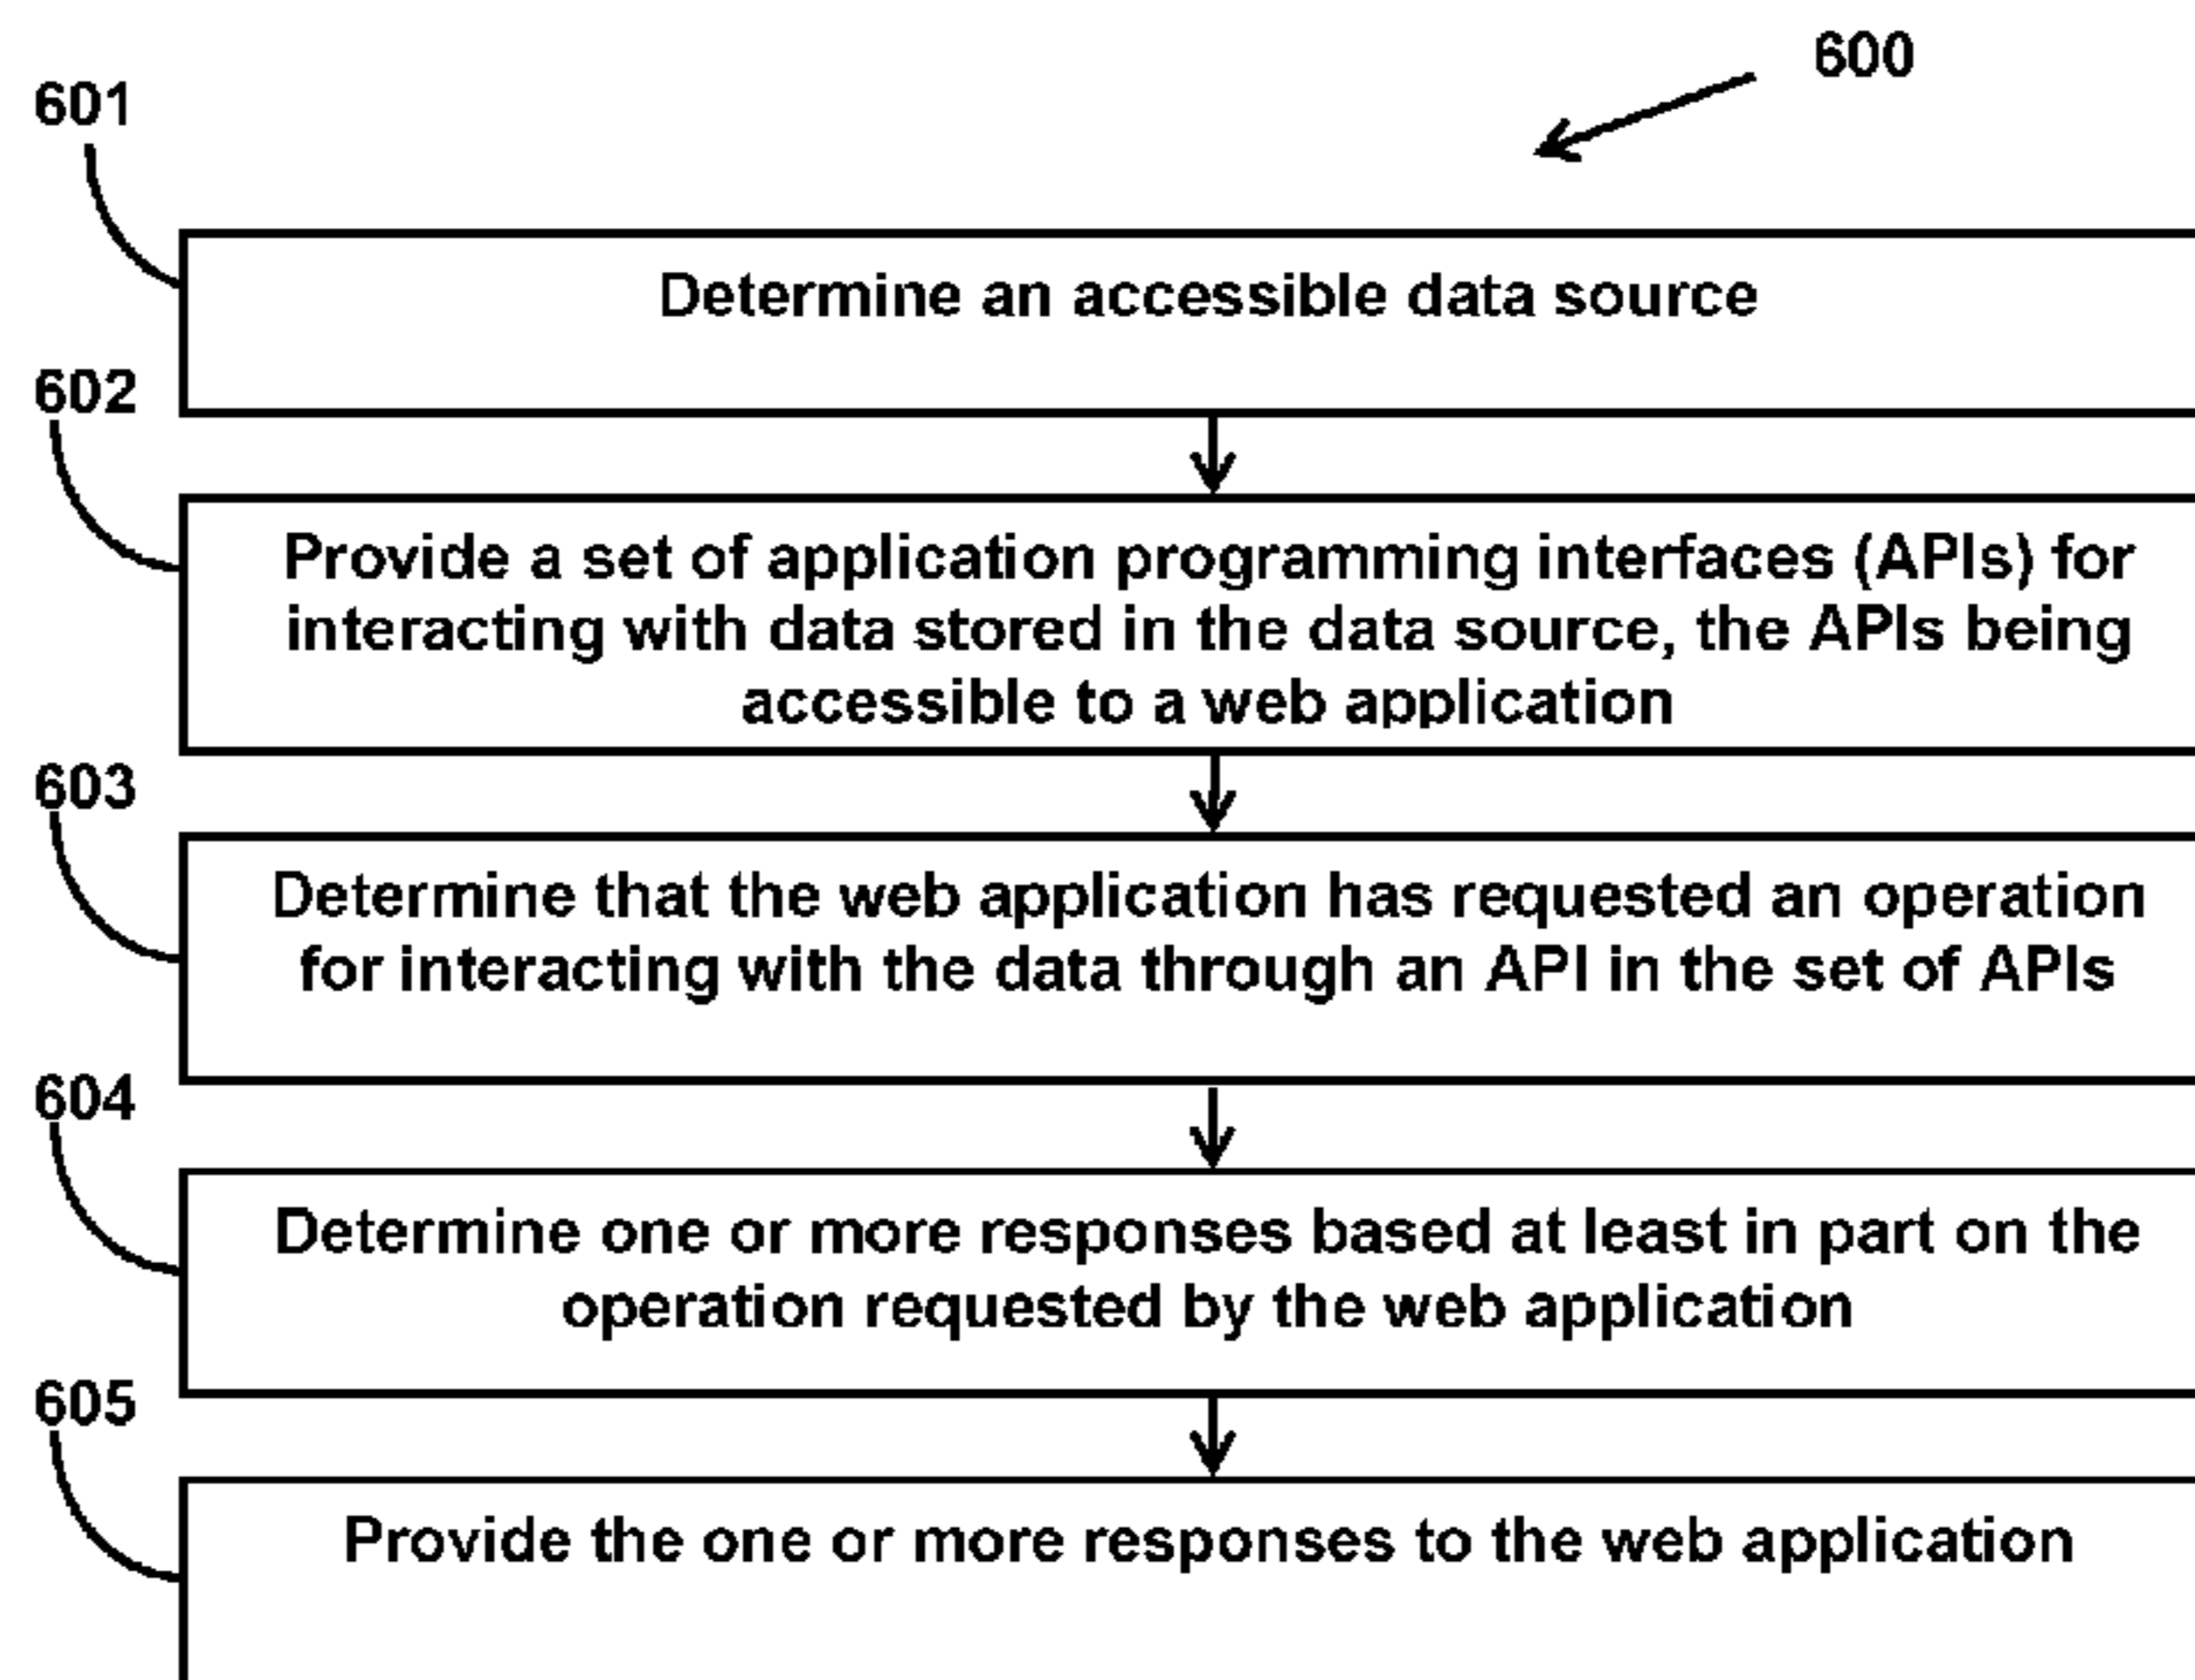 600
601
Determine an accessible data source
602
Provide a set of application programming interfaces (APIs) for
interacting with data stored in the data source, the APIs being
accessible to a web application
603
Determine that the web application has requested an operation
for interacting with the data through an API in the set of APIs
604
Determine one or more responses based at least in part on the
operation requested by the web application
605
Provide the one or more responses to the web application